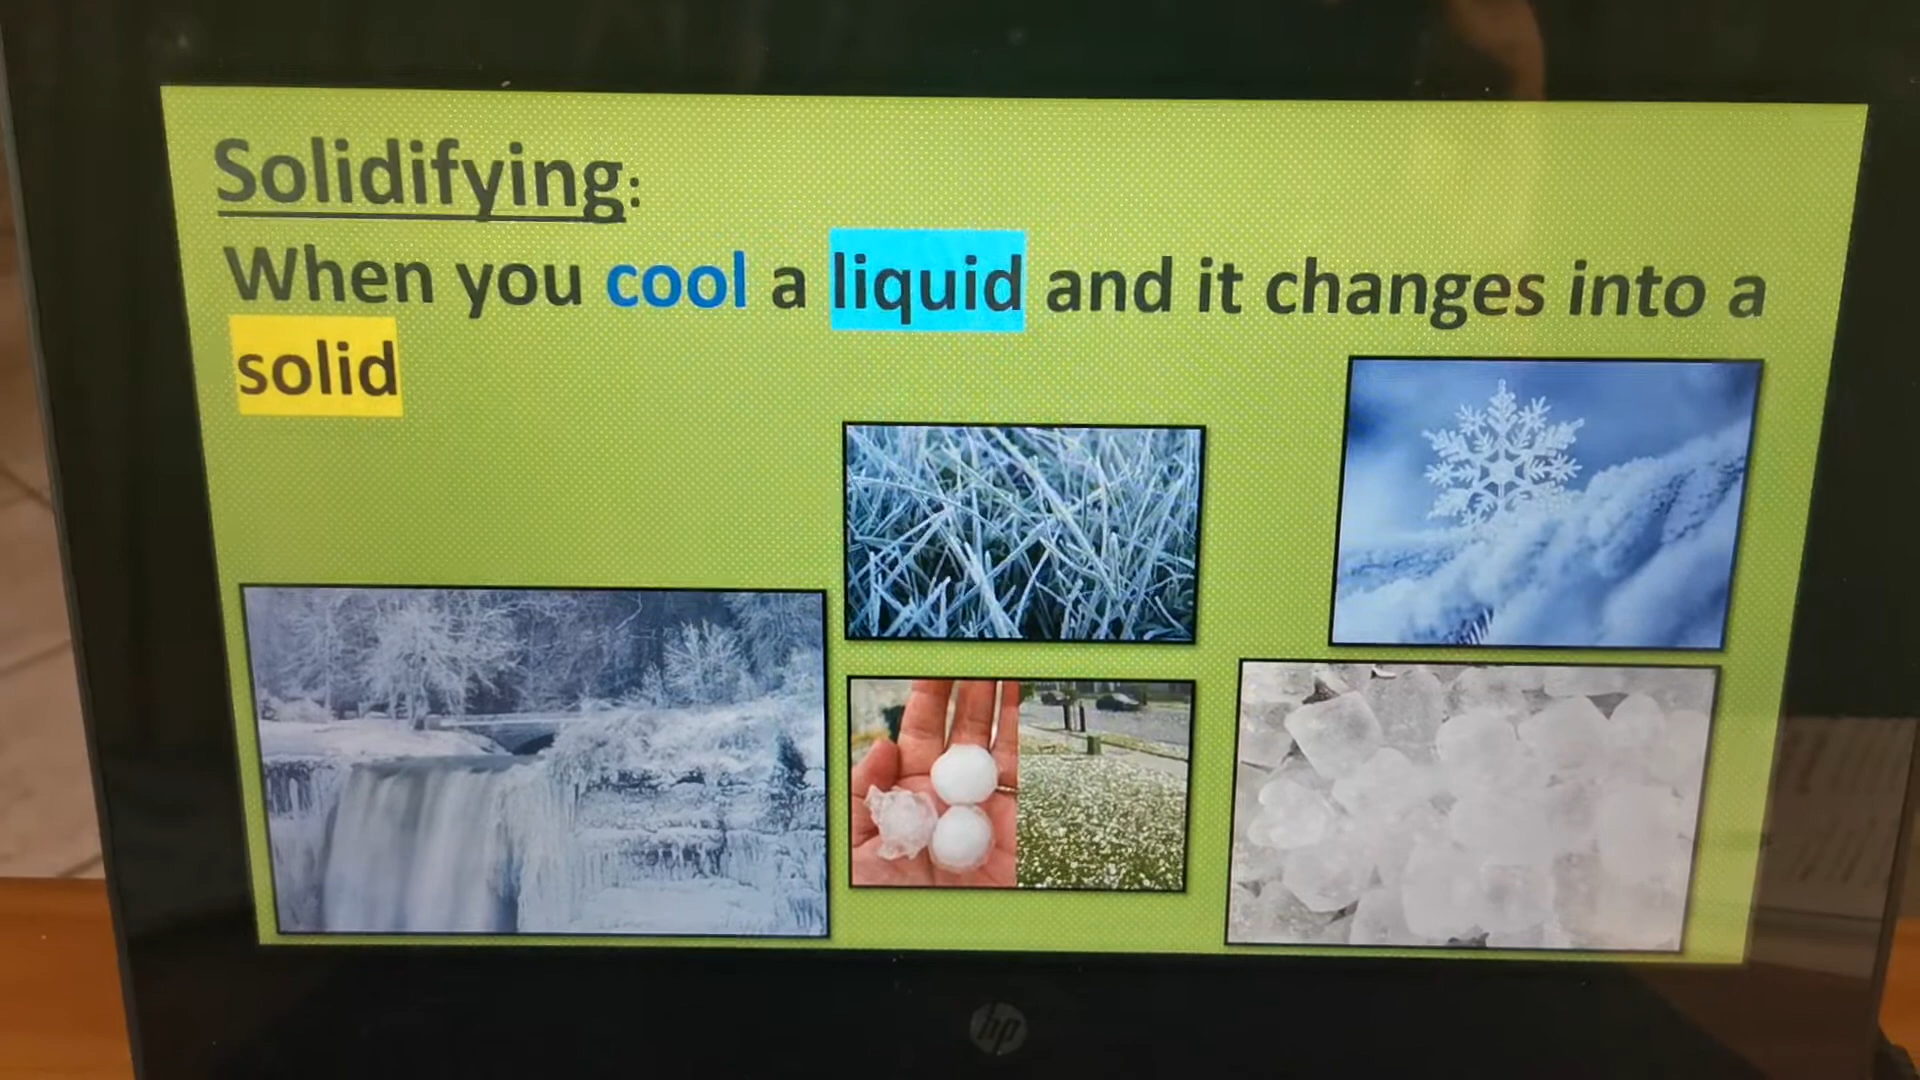 Solidifying:
When you cool a liquid and it changes into a
solid
hp